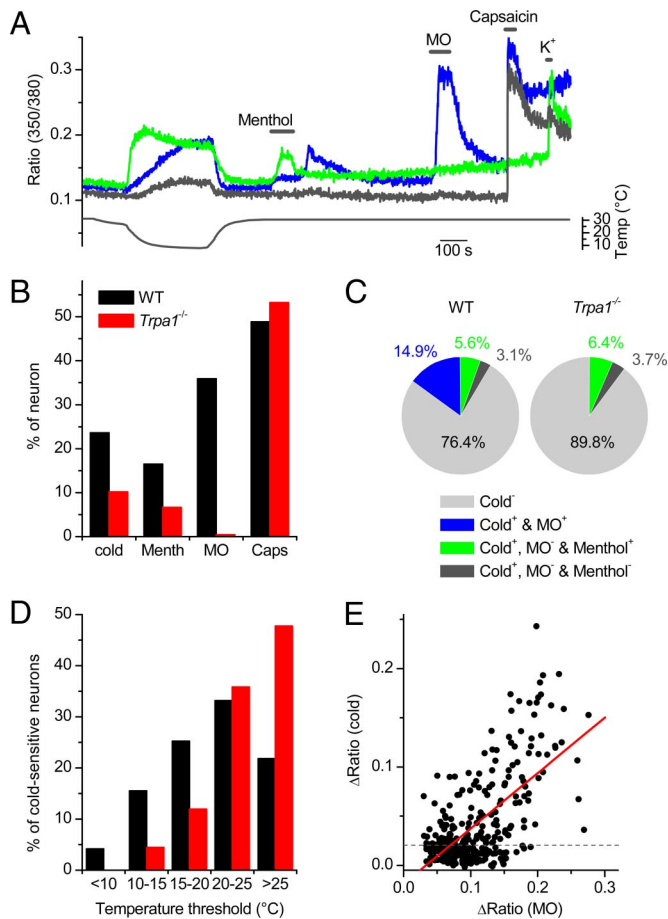 A
MO
Capsaicin
K⁺
Menthol
Ratio (350/380)
0.3
0.2
0.1
30
20
10
Temp (°C)
100 s
B
WT
Trpa1⁻/⁻
% of neuron
50
40
30
20
10
0
cold Menth MO Caps
C
WT Trpa1⁻/⁻
14.9% 5.6% 3.1% 6.4% 3.7%
76.4% 89.8%
Cold⁻
Cold⁺ & MO⁺
Cold⁺, MO⁻ & Menthol⁺
Cold⁺, MO⁻ & Menthol⁻
D
% of cold-sensitive neurons
50
40
30
20
10
0
<10 10-15 15-20 20-25 >25
Temperature threshold (°C)
E
ΔRatio (cold)
0.2
0.1
0.0
0.0 0.1 0.2 0.3
ΔRatio (MO)